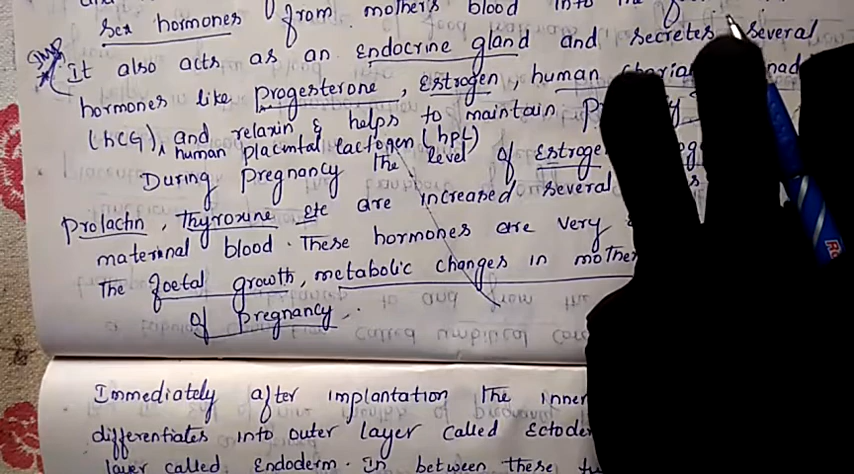 Sex hormones from mother's blood into the
Imp
It also acts as an Endocrine gland and secretes several
hormones like Progesterone, Estrogen, human
(hCG), and relaxin & helps to maintain
human placental lactogen (hpL)
During Pregnancy the level of Estroge
Prolactin, Thyroxine etc are increased several
maternal blood. These hormones are very
The foetal growth, metabolic changes in mothe
of pregnancy.
Immediately after implantation the inner
differentiates into outer layer called Ectode
layer called Endoderm. In between these